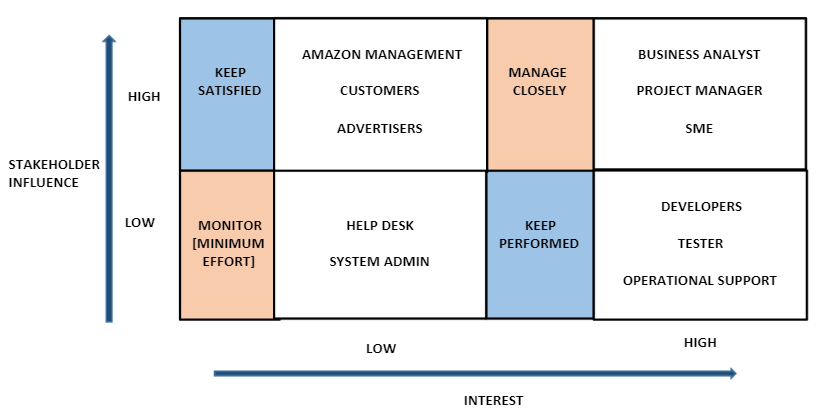 KEEP
SATISFIED
AMAZON MANAGEMENT
CUSTOMERS
ADVERTISERS
MANAGE
CLOSELY
BUSINESS ANALYST
PROJECT MANAGER
SME
HIGH
STAKEHOLDER
INFLUENCE
LOW
MONITOR
[MINIMUM
EFFORT]
HELP DESK
SYSTEM ADMIN
KEEP
PERFORMED
DEVELOPERS
TESTER
OPERATIONAL SUPPORT
LOW
HIGH
INTEREST